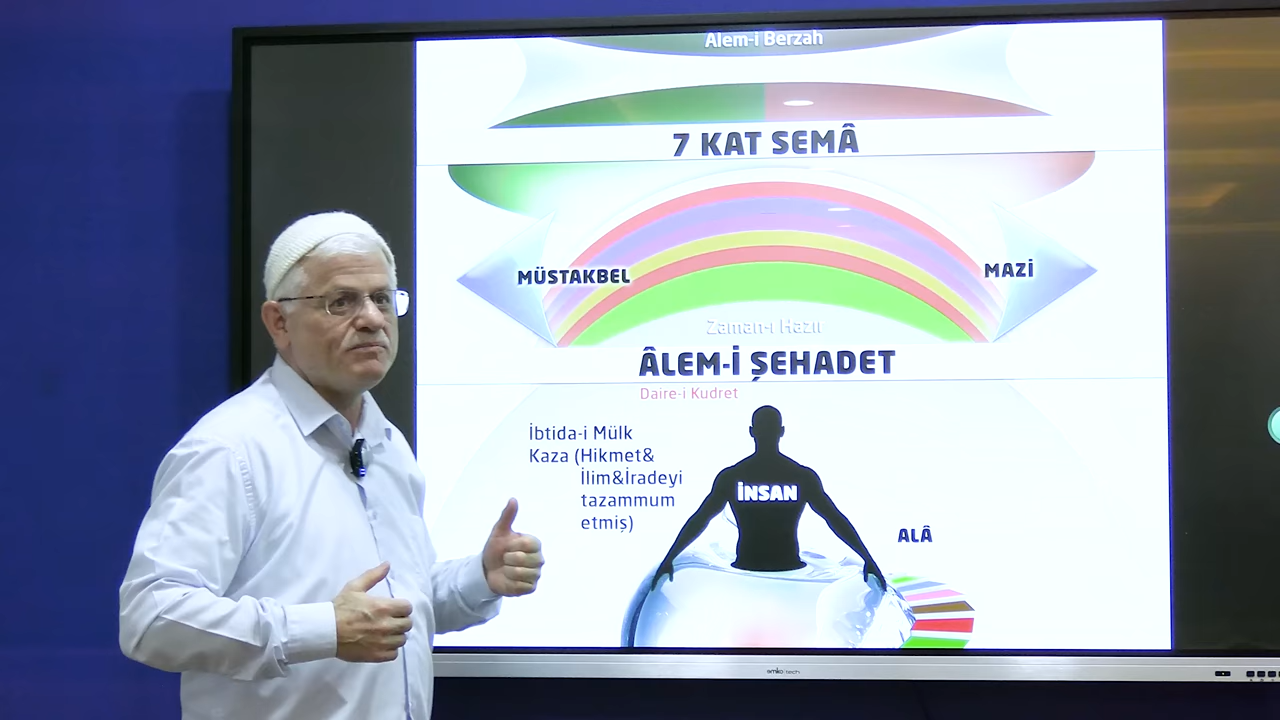 Alem-i Berzah
7 KAT SEMÂ
MÜSTAKBEL
MAZİ
Zaman-ı Hazır
ÂLEM-İ ŞEHADET
Daire-i Kudret
İbtida-i Mülk
Kaza (Hikmet&
İlim&İradeyi
tazammum
etmiş)
İNSAN
ALÂ